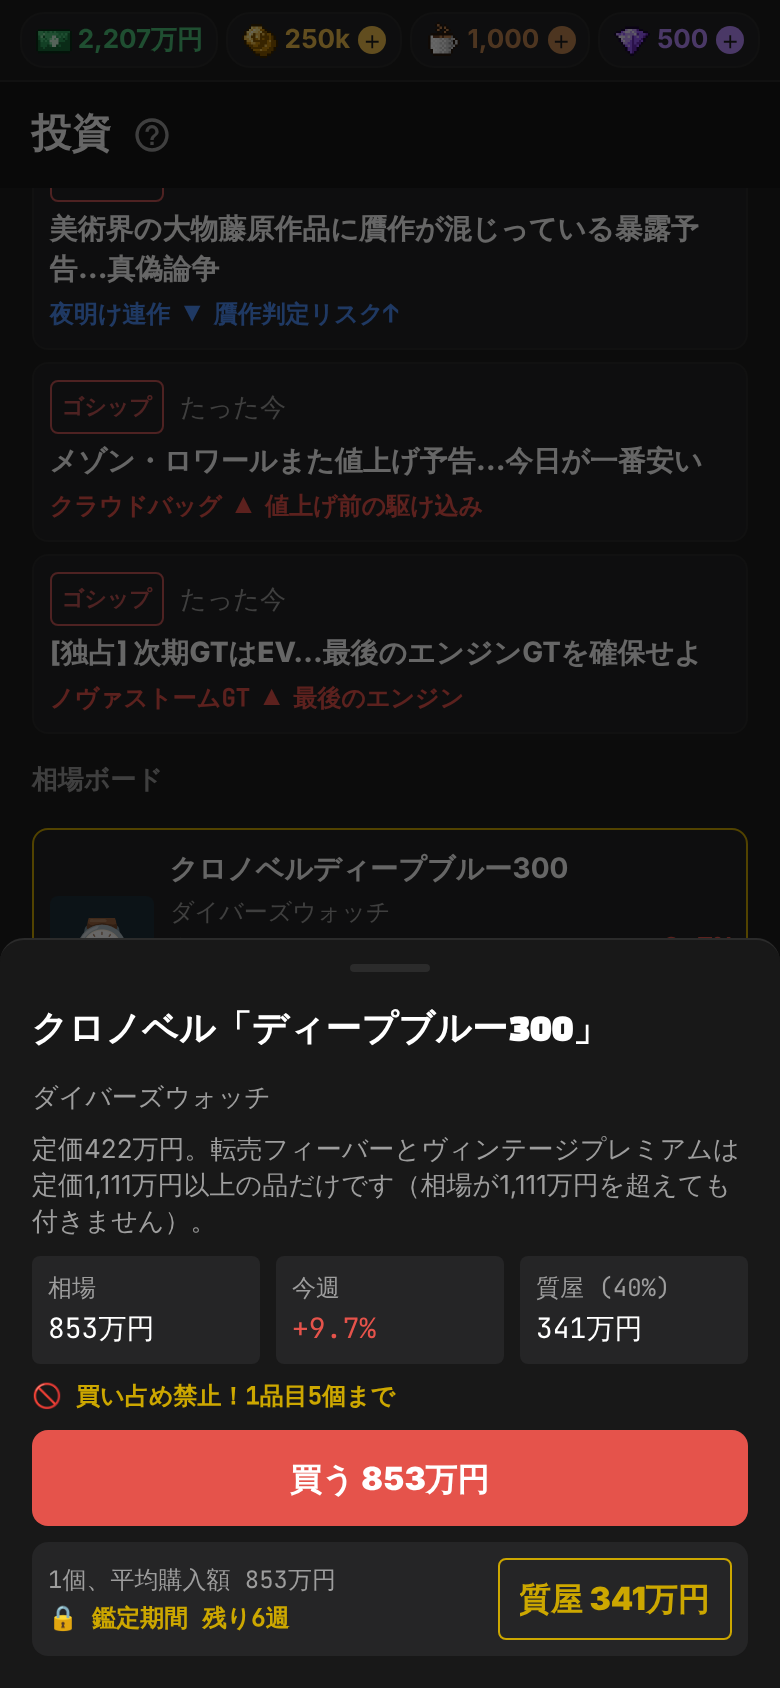 2,207万円 250k + 1,000 + 500 +
投資 ?
美術界の大物藤原作品に贋作が混じっている暴露予
告…真偽論争
夜明け連作 ▼ 贋作判定リスク↑
ゴシップ たった今
メゾン・ロワールまた値上げ予告…今日が一番安い
クラウドバッグ ▲ 値上げ前の駆け込み
ゴシップ たった今
[独占] 次期GTはEV…最後のエンジンGTを確保せよ
ノヴァストームGT ▲ 最後のエンジン
相場ボード
クロノベルディープブルー300
ダイバーズウォッチ
クロノベル「ディープブルー300」
ダイバーズウォッチ
定価422万円。転売フィーバーとヴィンテージプレミアムは
定価1,111万円以上の品だけです（相場が1,111万円を超えても
付きません）。
相場 今週 質屋 (40%)
853万円 +9.7% 341万円
買い占め禁止！1品目5個まで
買う 853万円
1個、平均購入額 853万円
鑑定期間 残り6週
質屋 341万円